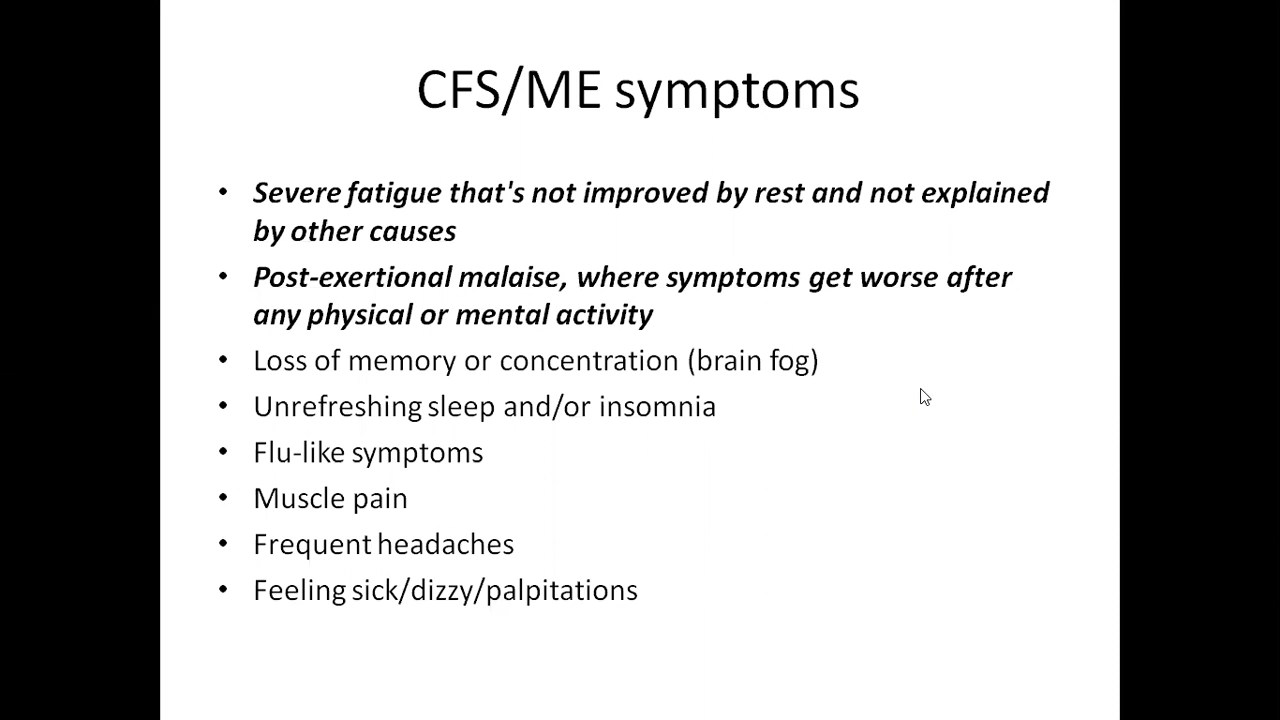 CFS/ME symptoms
• Severe fatigue that's not improved by rest and not explained
by other causes
• Post-exertional malaise, where symptoms get worse after
any physical or mental activity
• Loss of memory or concentration (brain fog)
• Unrefreshing sleep and/or insomnia
• Flu-like symptoms
• Muscle pain
• Frequent headaches
• Feeling sick/dizzy/palpitations